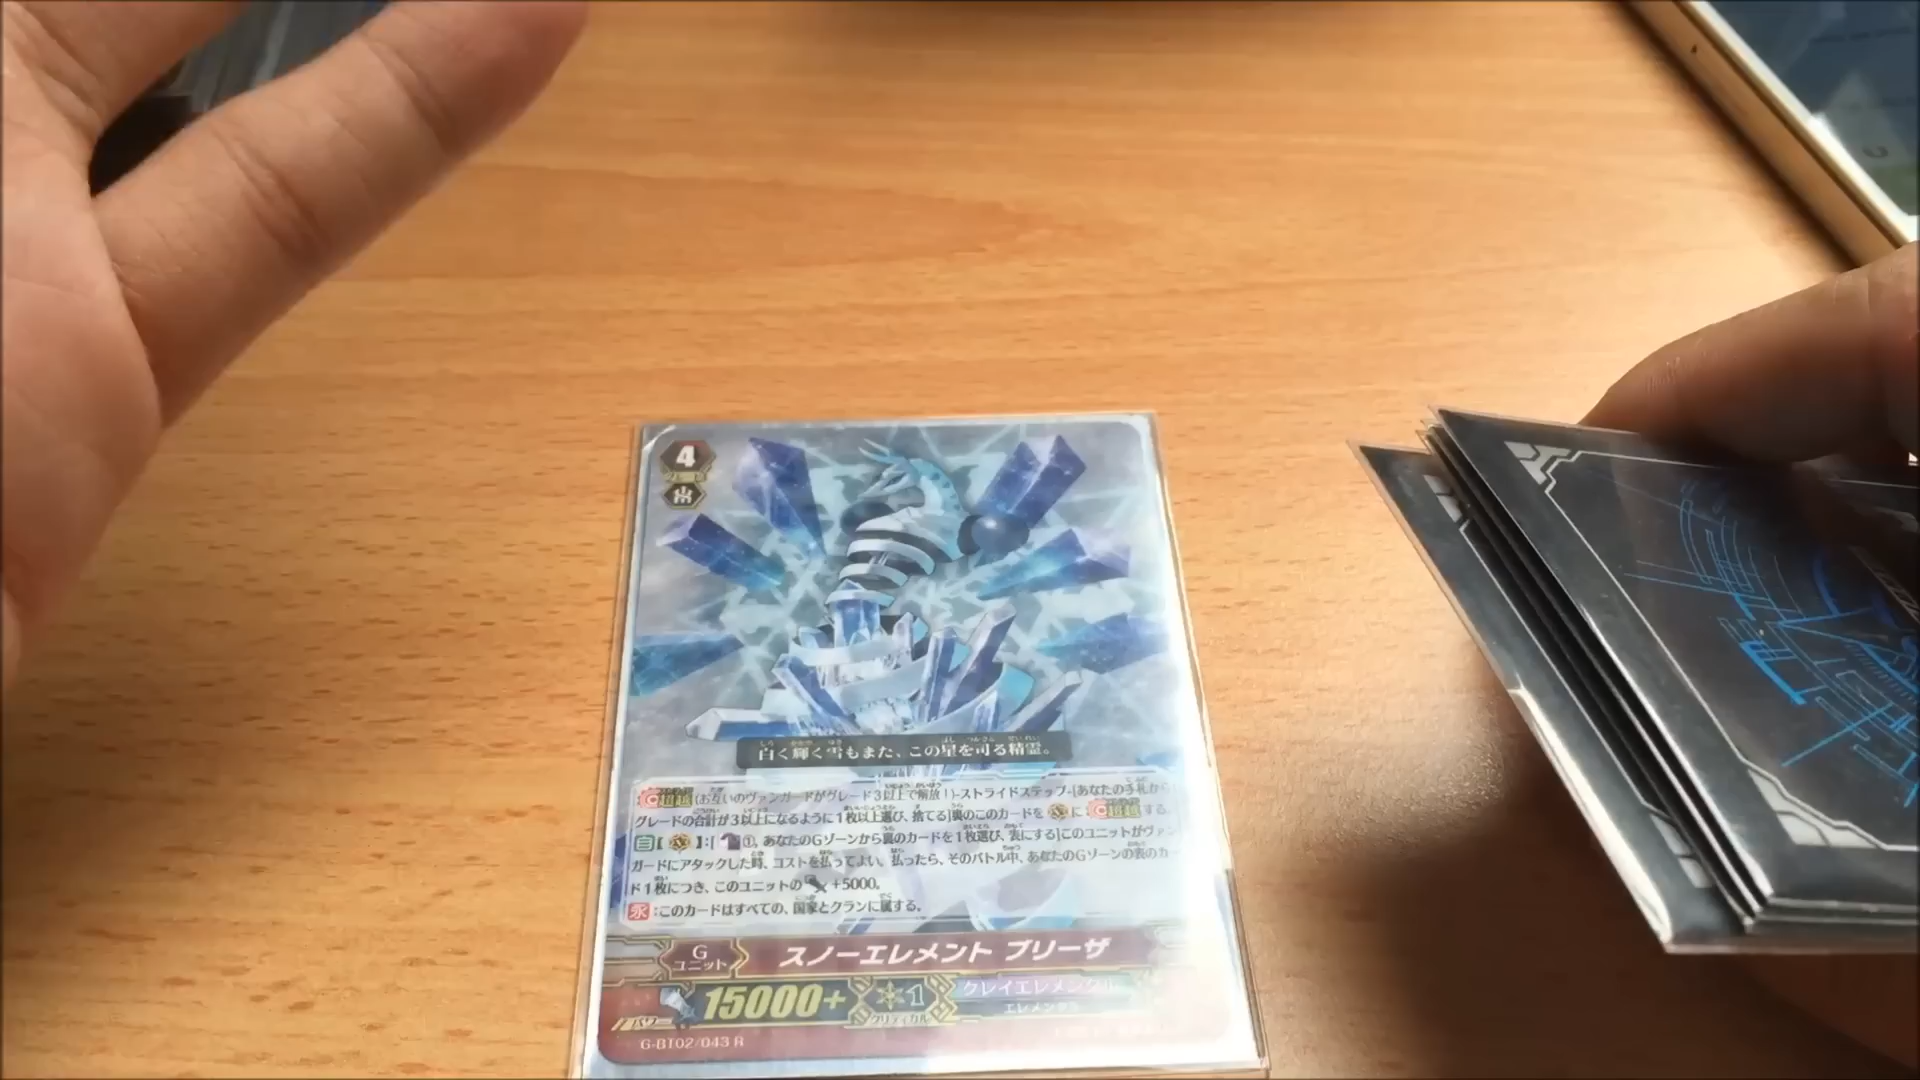 4
白く輝く雪もまた、この星を司る精霊。
超越(お互いのヴァンガードがグレード3以上で解放!)-ストライドステップ-[あなたの手札から
グレードの合計が3以上になるように1枚以上選び、捨てる]裏のこのカードを に 超越する。
[ ]:[ ①, あなたのGゾーンから裏のカードを1枚選び、表にする]このユニットがヴァン
ガードにアタックした時、コストを払ってよい。払ったら、そのバトル中、あなたのGゾーンの表のカー
ド1枚につき、このユニットの +5000。
永:このカードはすべての、国家とクランに属する。
G
ユニット
スノーエレメント ブリーザ
パワー
15000+
1
クリティカル
クレイエレメンタル
エレメンタル
G-BT02/043 R